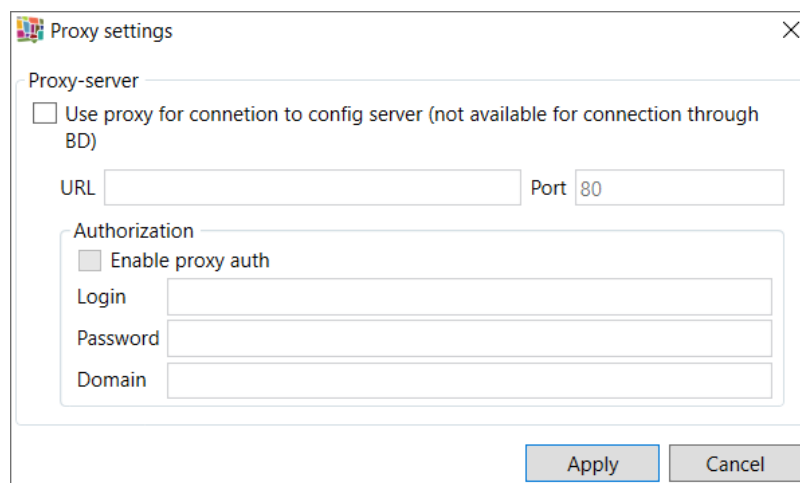 Proxy settings
Proxy-server
Use proxy for connetion to config server (not available for connection through
BD)
URL
Port 80
Authorization
Enable proxy auth
Login
Password
Domain
Apply
Cancel